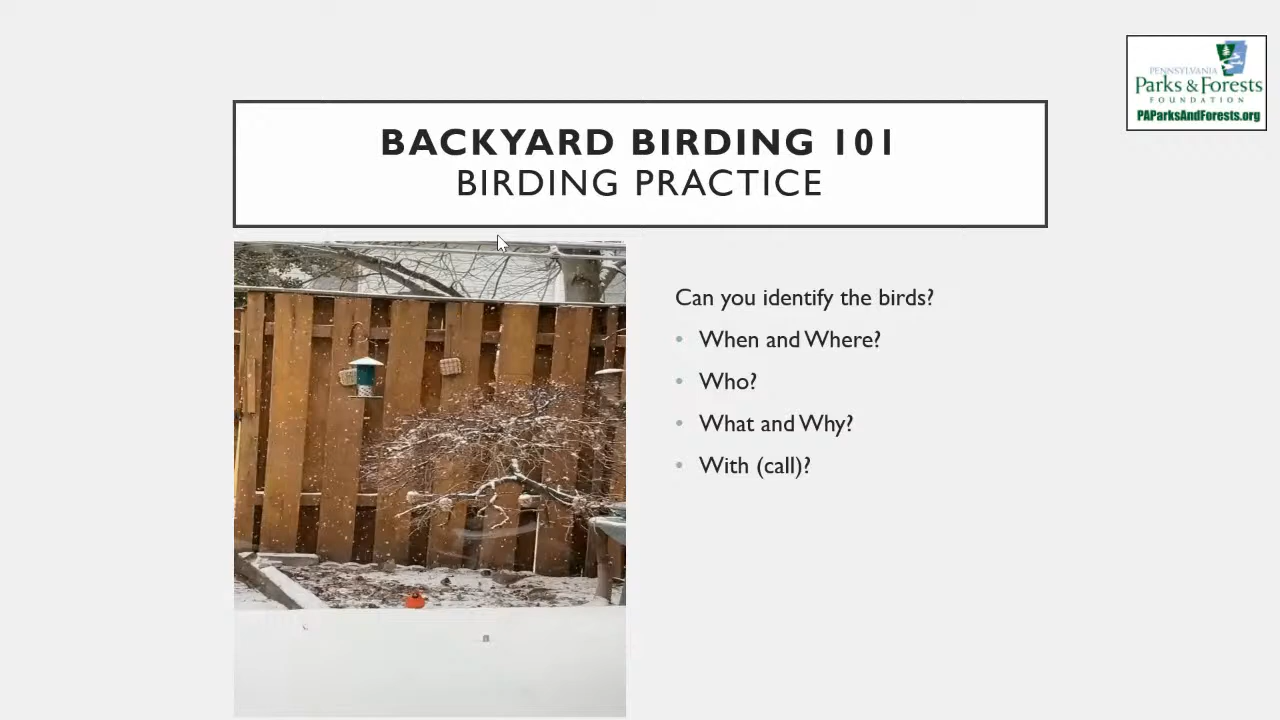 PENNSYLVANIA
Parks & Forests
FOUNDATION
PAParksAndForests.org
BACKYARD BIRDING 101
BIRDING PRACTICE
Can you identify the birds?
• When and Where?
• Who?
• What and Why?
• With (call)?